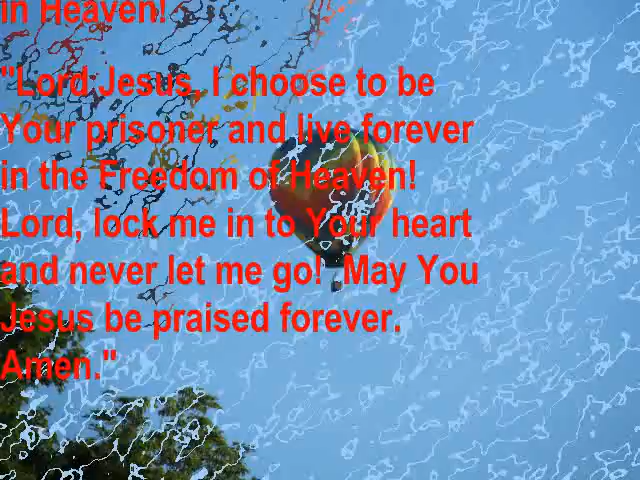 in Heaven!
"Lord Jesus, I choose to be
Your prisoner and live forever
in the Freedom of Heaven!
Lord, lock me in to Your heart
and never let me go!  May You
Jesus be praised forever.
Amen."